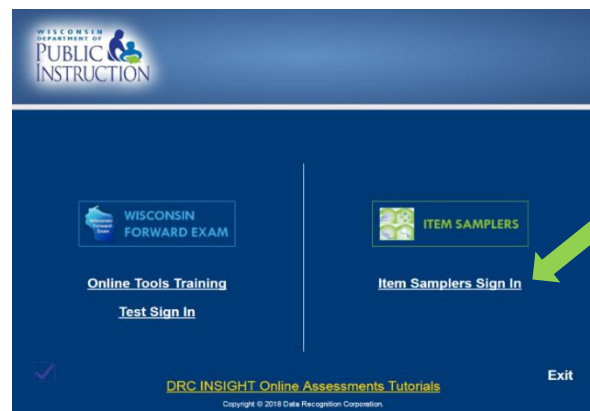 WISCONSIN
DEPARTMENT OF
PUBLIC
INSTRUCTION
WISCONSIN
FORWARD EXAM
Online Tools Training
Test Sign In
ITEM SAMPLERS
Item Samplers Sign In
DRC INSIGHT Online Assessments Tutorials
Exit
Copyright © 2018 Data Recognition Corporation.